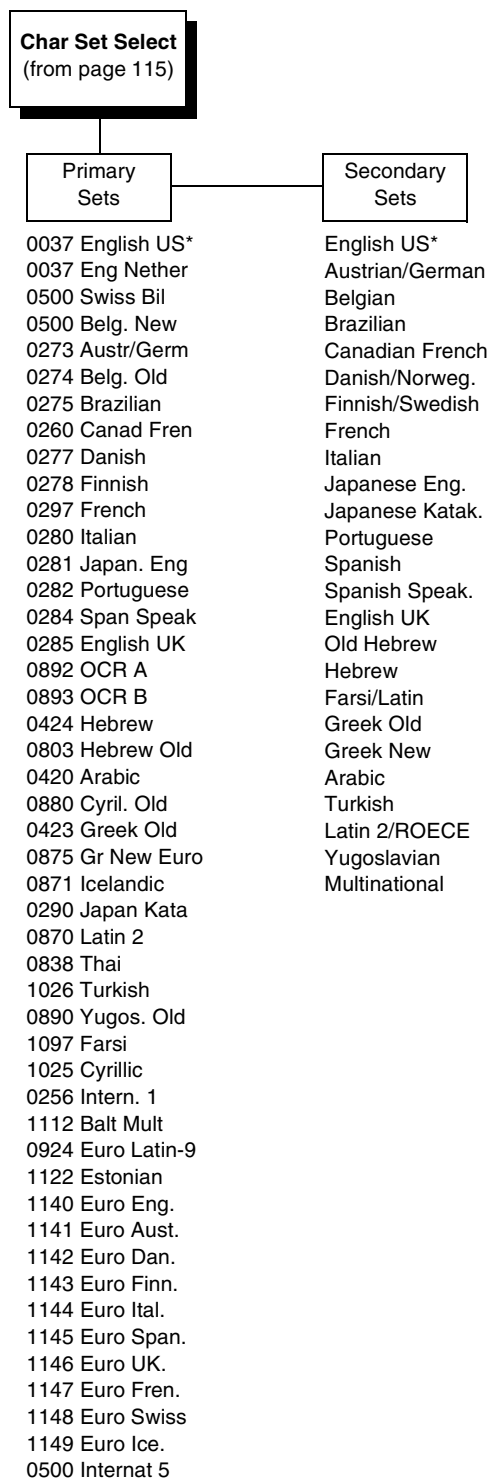 Char Set Select
(from page 115)
Primary
Sets
0037 English US*
0037 Eng Nether
0500 Swiss Bil
0500 Belg. New
0273 Austr/Germ
0274 Belg. Old
0275 Brazilian
0260 Canad Fren
0277 Danish
0278 Finnish
0297 French
0280 Italian
0281 Japan. Eng
0282 Portuguese
0284 Span Speak
0285 English UK
0892 OCR A
0893 OCR B
0424 Hebrew
0803 Hebrew Old
0420 Arabic
0880 Cyril. Old
0423 Greek Old
0875 Gr New Euro
0871 Icelandic
0290 Japan Kata
0870 Latin 2
0838 Thai
1026 Turkish
0890 Yugos. Old
1097 Farsi
1025 Cyrillic
0256 Intern. 1
1112 Balt Mult
0924 Euro Latin-9
1122 Estonian
1140 Euro Eng.
1141 Euro Aust.
1142 Euro Dan.
1143 Euro Finn.
1144 Euro Ital.
1145 Euro Span.
1146 Euro UK.
1147 Euro Fren.
1148 Euro Swiss
1149 Euro Ice.
0500 Internat 5
Secondary
Sets
English US*
Austrian/German
Belgian
Brazilian
Canadian French
Danish/Norweg.
Finnish/Swedish
French
Italian
Japanese Eng.
Japanese Katak.
Portuguese
Spanish
Spanish Speak.
English UK
Old Hebrew
Hebrew
Farsi/Latin
Greek Old
Greek New
Arabic
Turkish
Latin 2/ROECE
Yugoslavian
Multinational